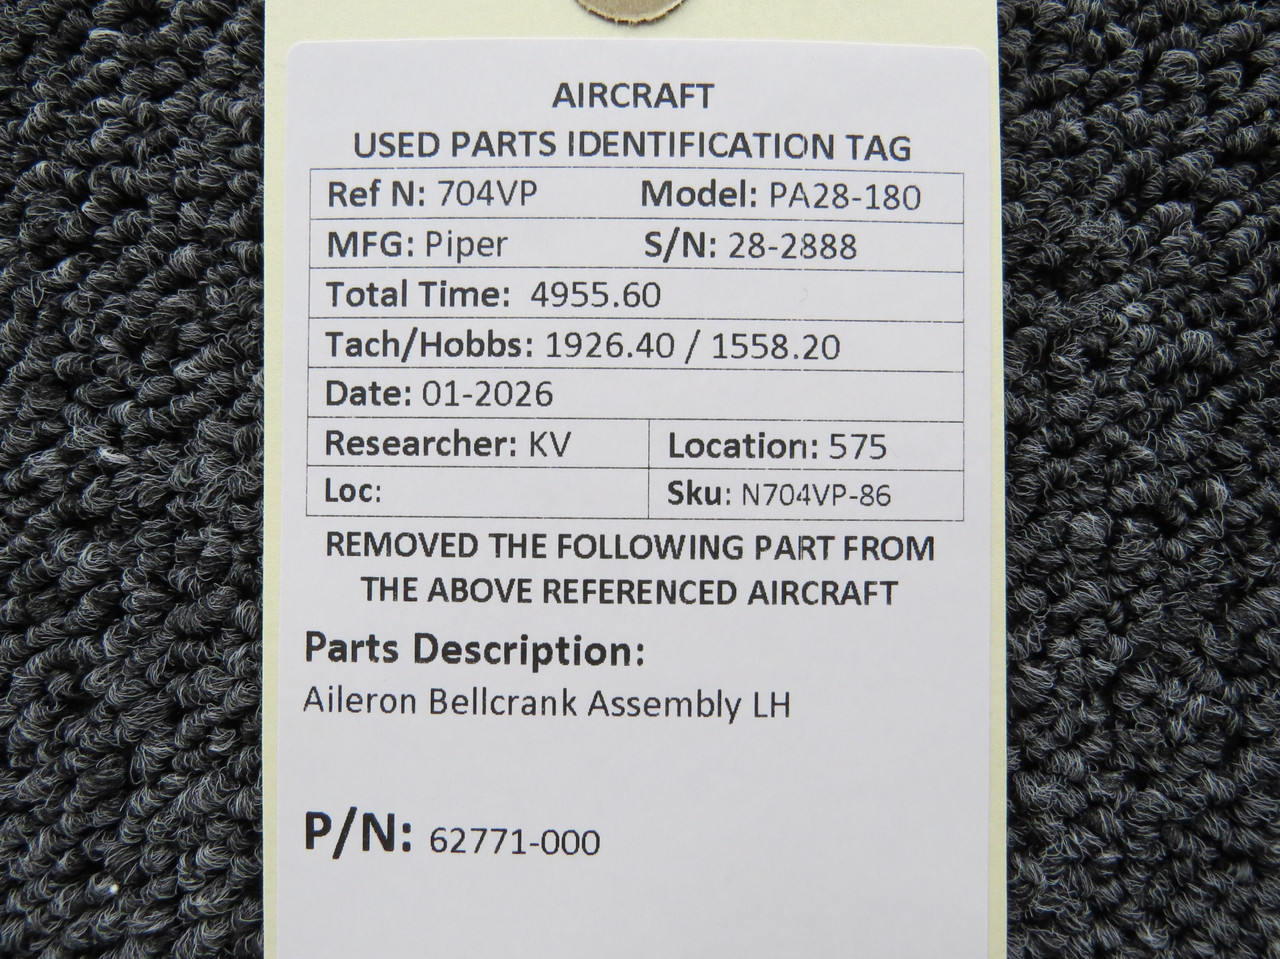 AIRCRAFT
USED PARTS IDENTIFICATION TAG
Ref N: 704VP Model: PA28-180
MFG: Piper S/N: 28-2888
Total Time: 4955.60
Tach/Hobbs: 1926.40 / 1558.20
Date: 01-2026
Researcher: KV Location: 575
Loc: Sku: N704VP-86
REMOVED THE FOLLOWING PART FROM
THE ABOVE REFERENCED AIRCRAFT
Parts Description:
Aileron Bellcrank Assembly LH
P/N: 62771-000